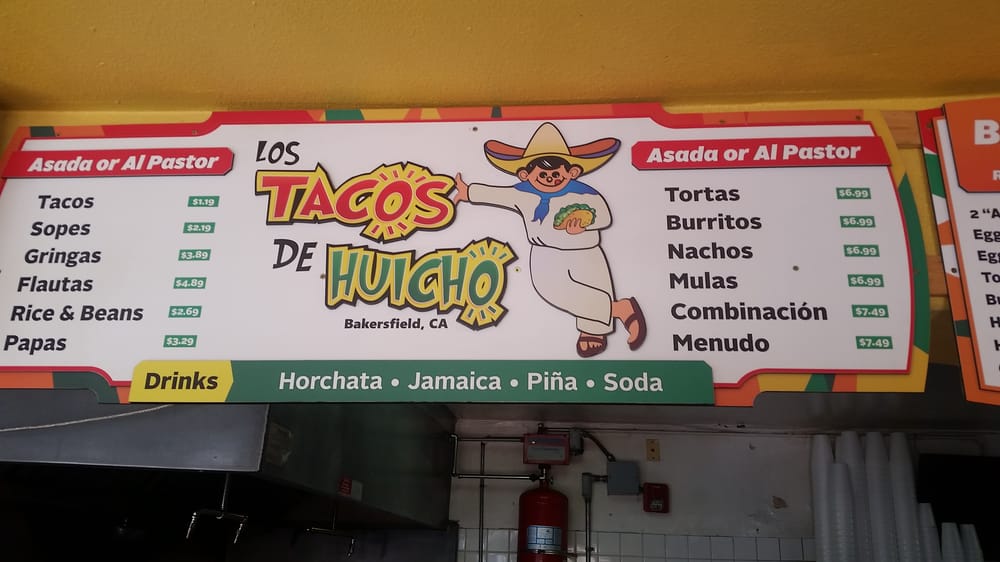 Asada or Al Pastor
Tacos $1.19
Sopes $2.19
Gringas $3.89
Flautas $4.89
Rice & Beans $2.69
Papas $3.29
LOS
TACOS
DE HUICHO
Bakersfield, CA
Asada or Al Pastor
Tortas $6.99
Burritos $6.99
Nachos $6.99
Mulas $6.99
Combinación $7.49
Menudo $7.49
Drinks Horchata • Jamaica • Piña • Soda
2